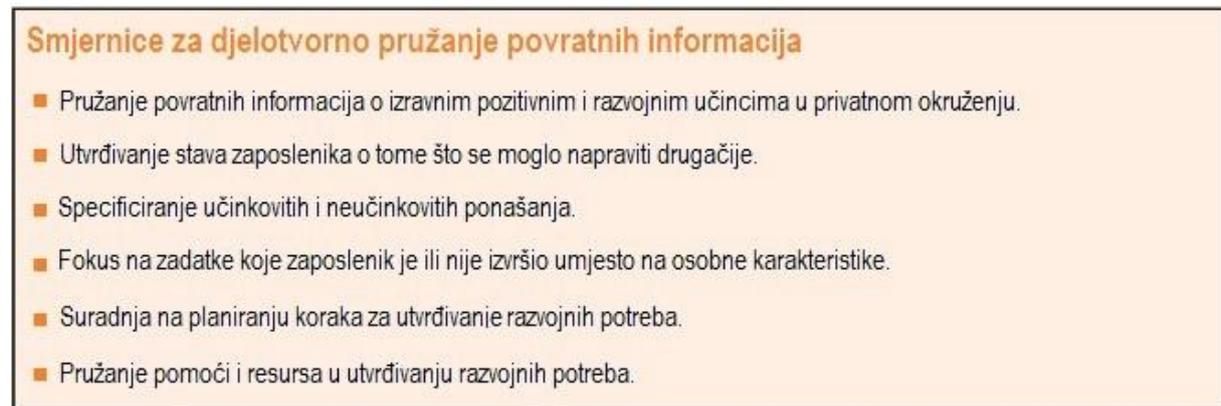 Smjernice za djelotvorno pružanje povratnih informacija
Pružanje povratnih informacija o izravnim pozitivnim i razvojnim učincima u privatnom okruženju.
Utvrđivanje stava zaposlenika o tome što se moglo napraviti drugačije.
Specificiranje učinkovitih i neučinkovitih ponašanja.
Fokus na zadatke koje zaposlenik je ili nije izvršio umjesto na osobne karakteristike.
Suradnja na planiranju koraka za utvrđivanje razvojnih potreba.
Pružanje pomoći i resursa u utvrđivanju razvojnih potreba.